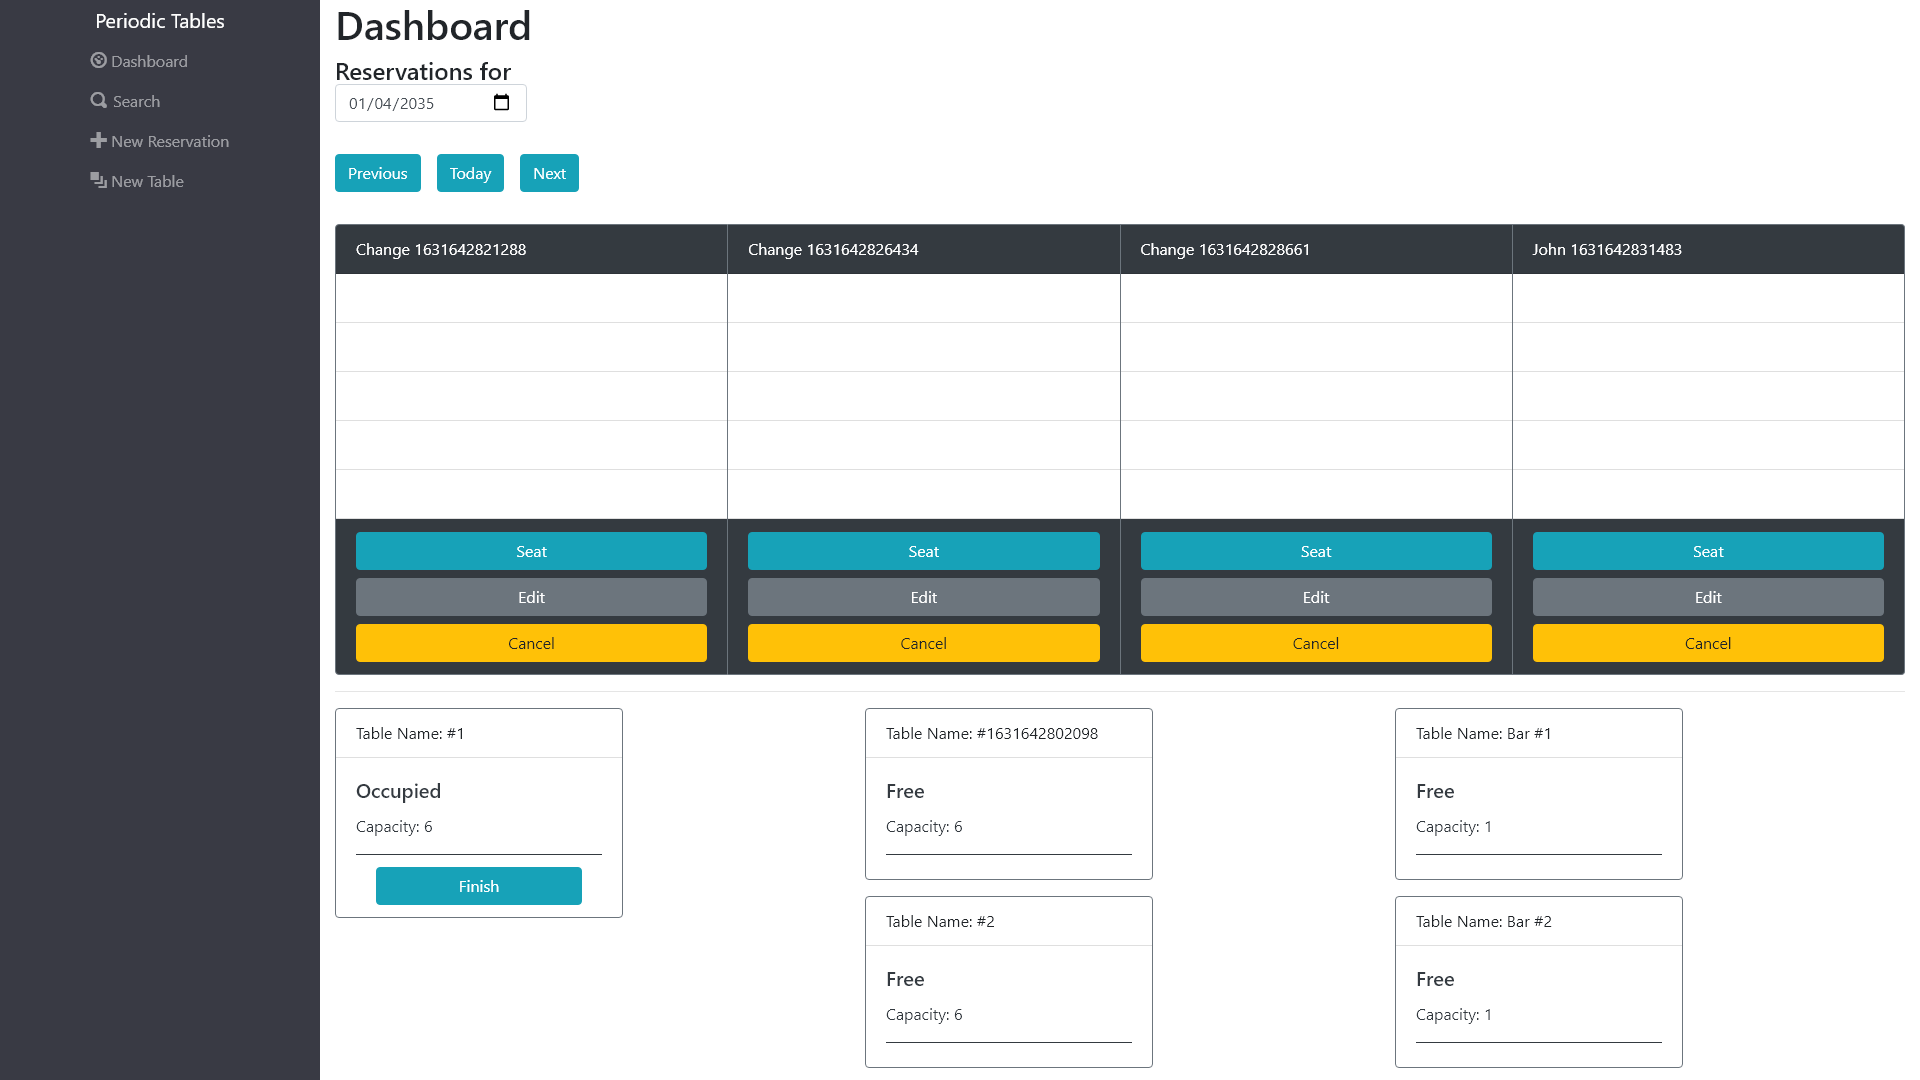 Periodic Tables
Dashboard
Search
New Reservation
New Table
Dashboard
Reservations for
01/04/2035
Previous
Today
Next
Change 1631642821288
Change 1631642826434
Change 1631642828661
John 1631642831483
Seat
Seat
Seat
Seat
Edit
Edit
Edit
Edit
Cancel
Cancel
Cancel
Cancel
Table Name: #1
Occupied
Capacity: 6
Finish
Table Name: #1631642802098
Free
Capacity: 6
Table Name: #2
Free
Capacity: 6
Table Name: Bar #1
Free
Capacity: 1
Table Name: Bar #2
Free
Capacity: 1